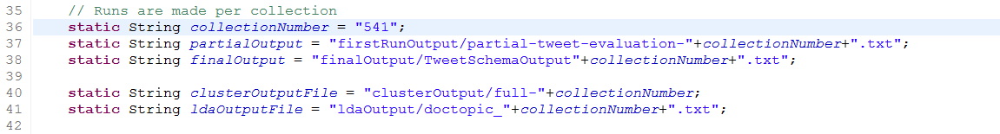 35 // Runs are made per collection
36 static String collectionNumber = "541";
37 static String partialOutput = "firstRunOutput/partial-tweet-evaluation-"+collectionNumber+".txt";
38 static String finalOutput = "finalOutput/TweetSchemaOutput"+collectionNumber+".txt";
39
40 static String clusterOutputFile = "clusterOutput/full-"+collectionNumber;
41 static String ldaOutputFile = "ldaOutput/doctopic_"+collectionNumber+".txt";
42